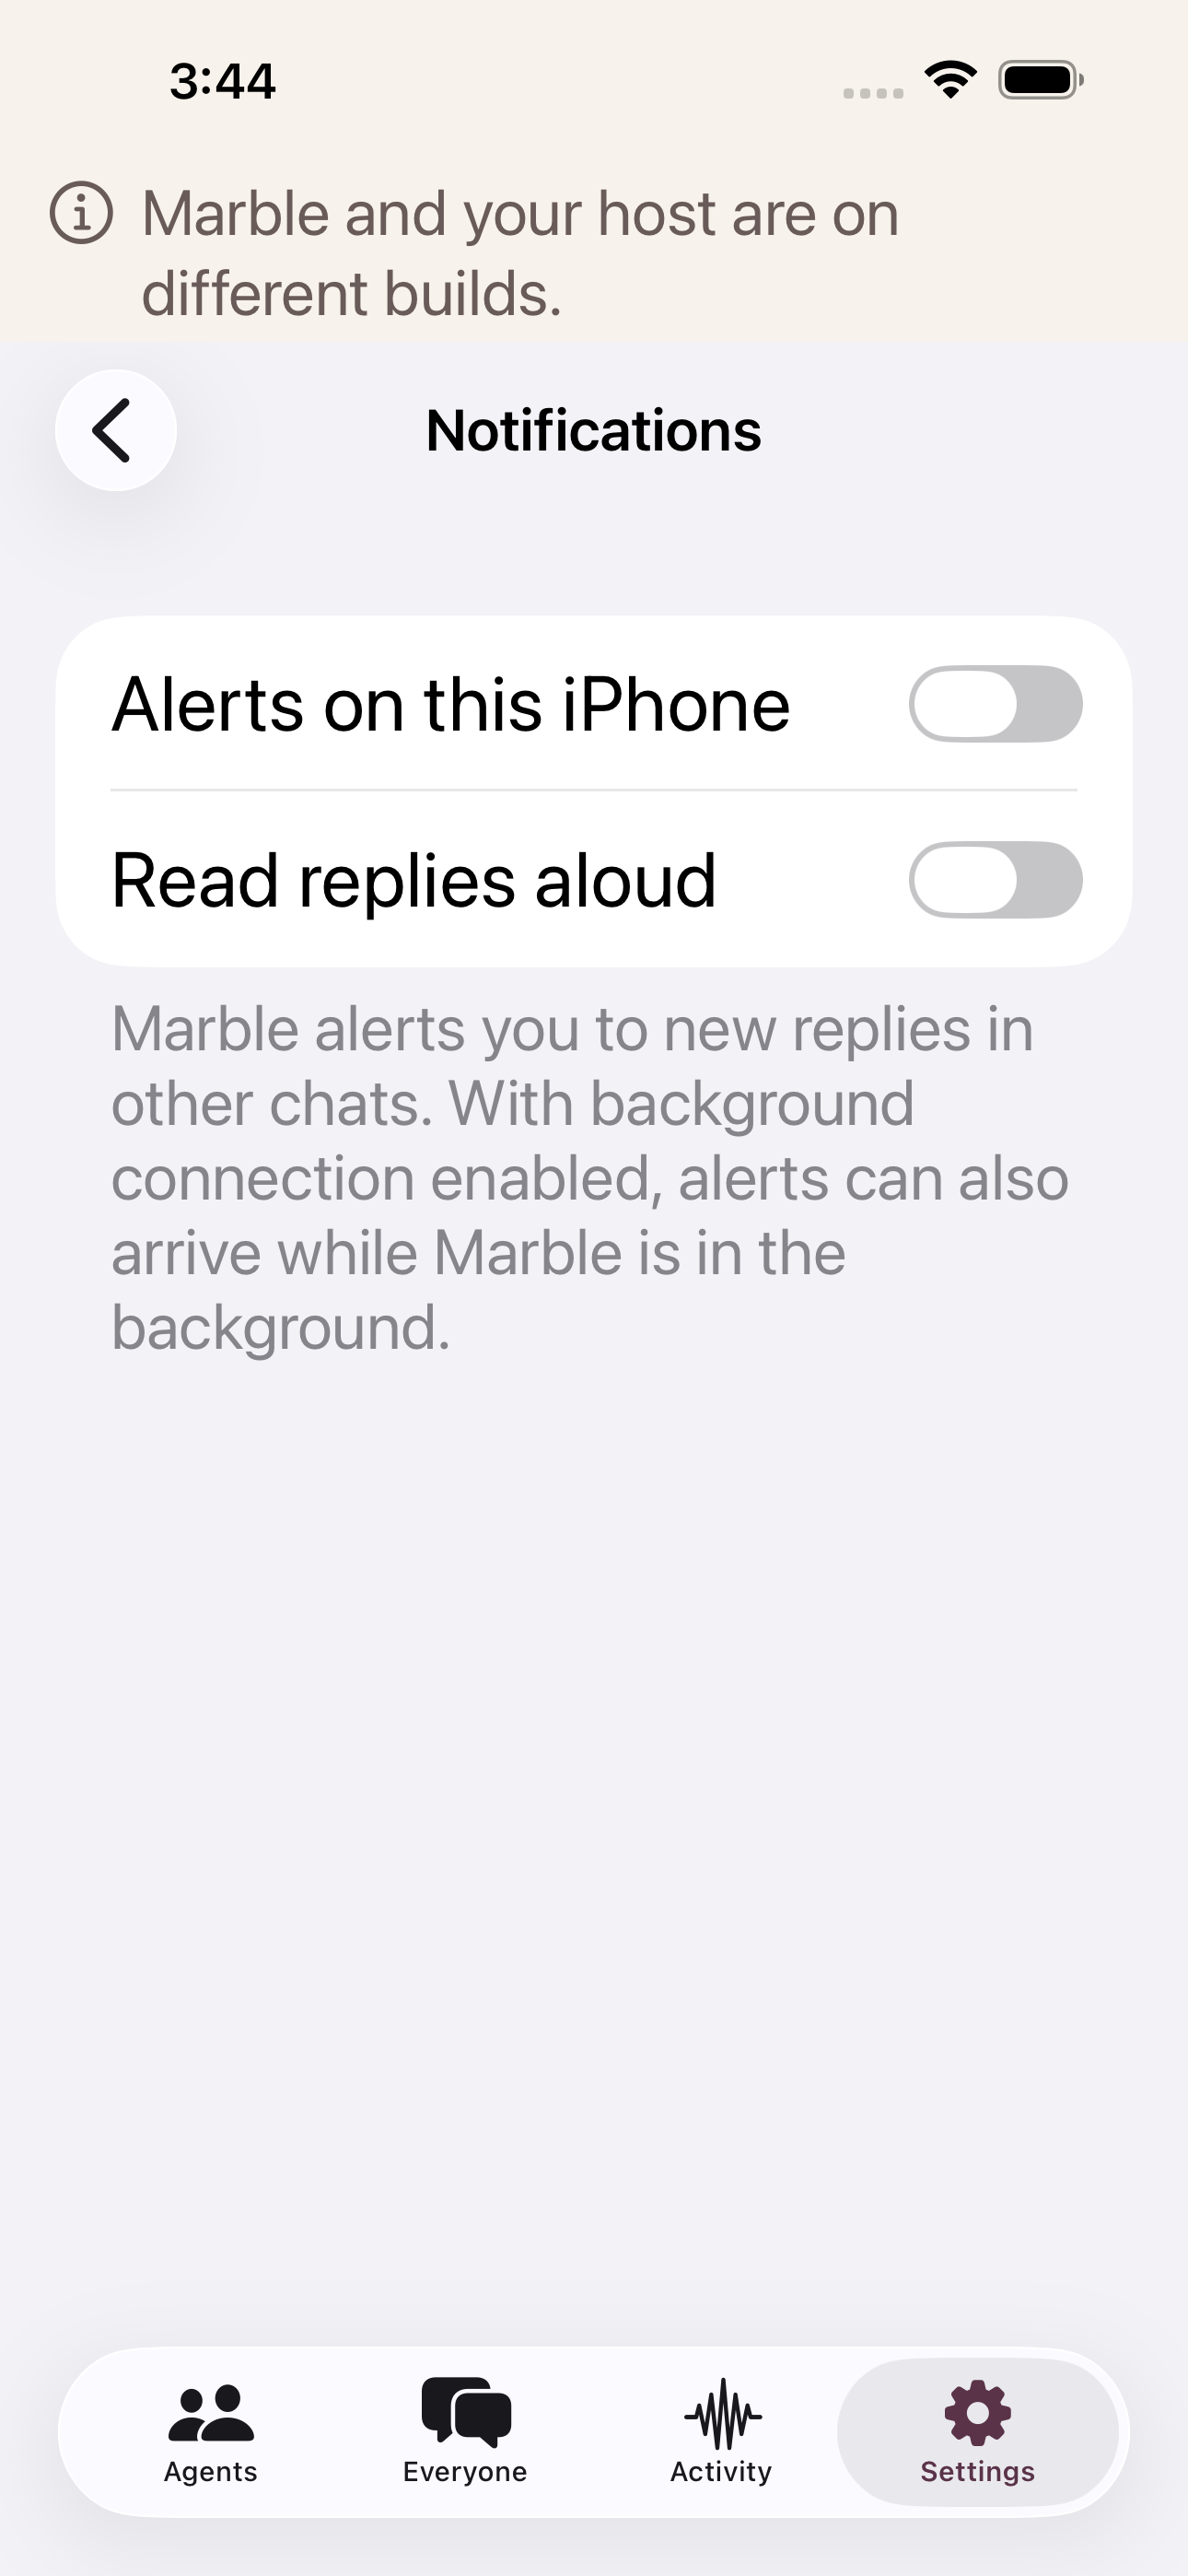 3:44
Marble and your host are on
different builds.
Notifications
Alerts on this iPhone
Read replies aloud
Marble alerts you to new replies in
other chats. With background
connection enabled, alerts can also
arrive while Marble is in the
background.
Agents
Everyone
Activity
Settings